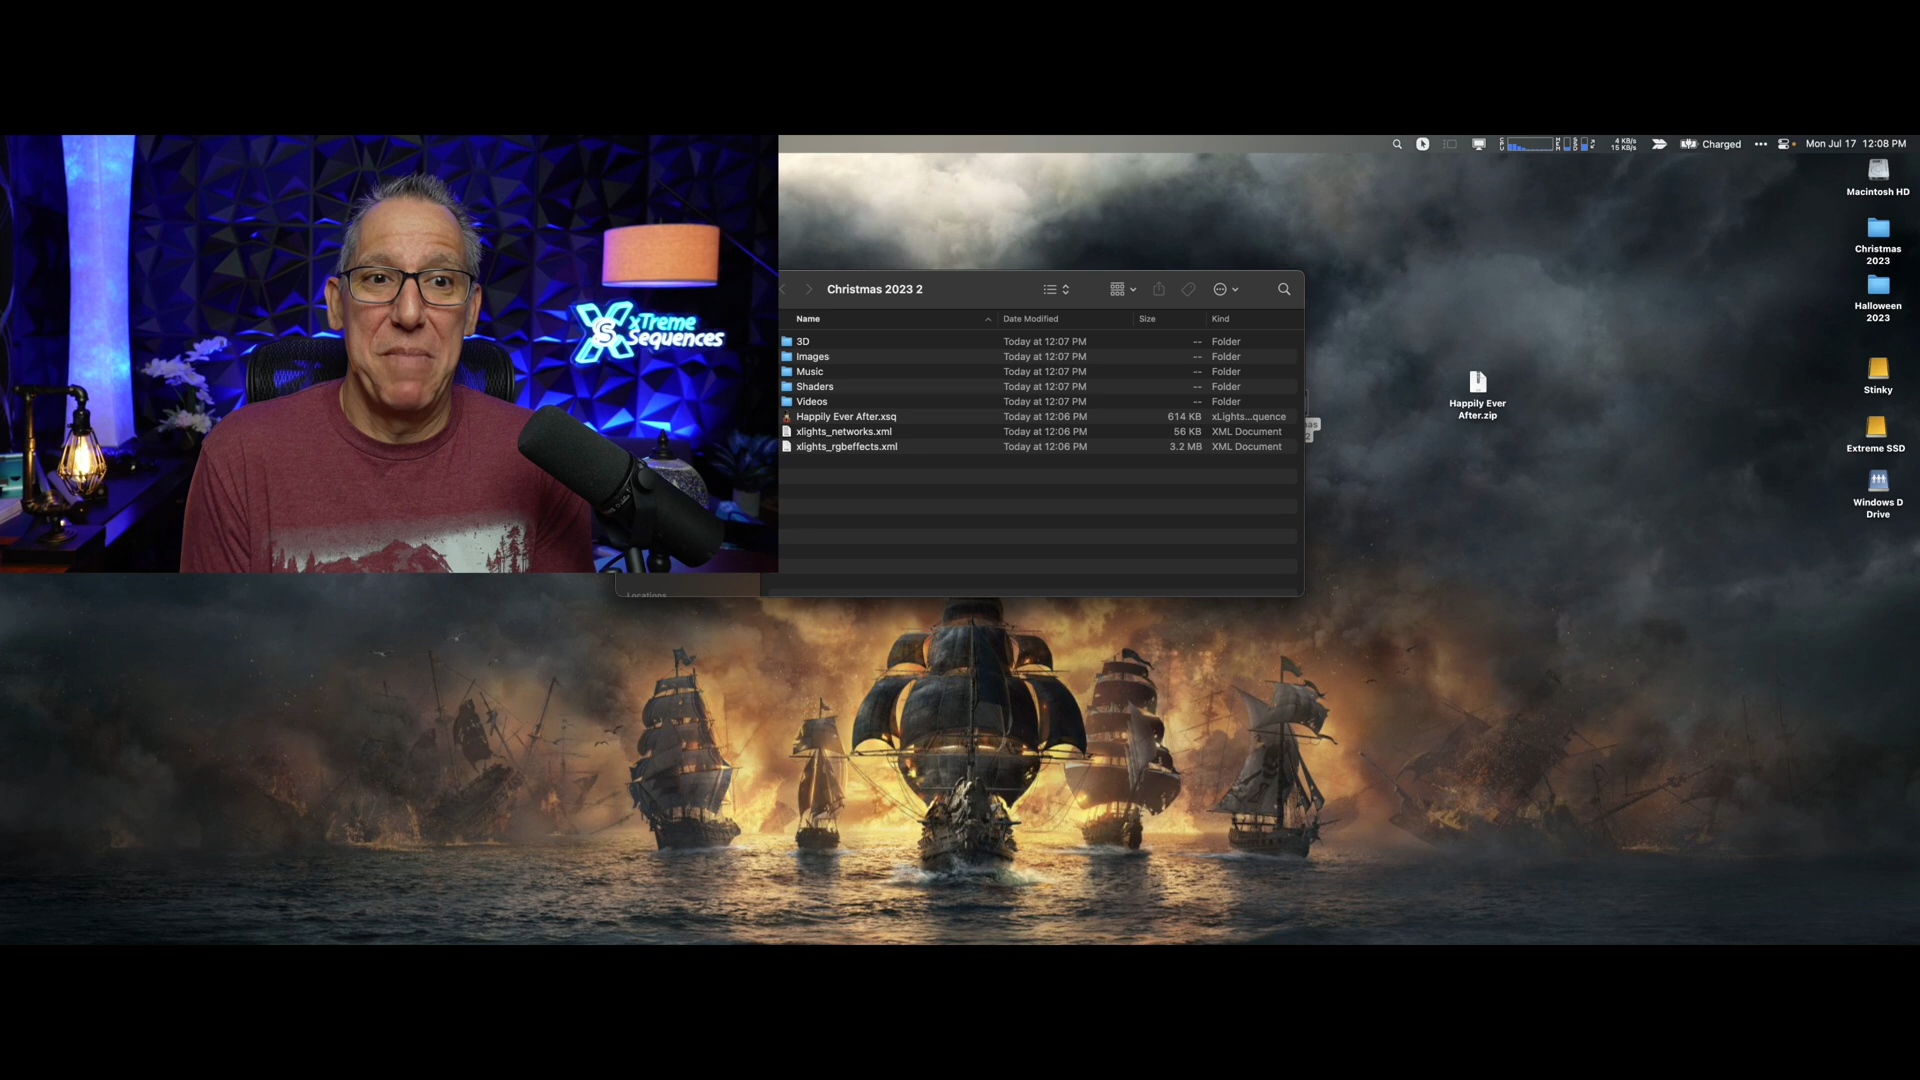 4 KB/s
15 KB/s
Charged
Mon Jul 17 12:08 PM
Macintosh HD
Christmas
2023
Halloween
2023
Stinky
Extreme SSD
Windows D
Drive
Happily Ever
After.zip
xTreme
S Sequences
Christmas 2023 2
Name Date Modified Size Kind
3D Today at 12:07 PM -- Folder
Images Today at 12:07 PM -- Folder
Music Today at 12:07 PM -- Folder
Shaders Today at 12:07 PM -- Folder
Videos Today at 12:07 PM -- Folder
Happily Ever After.xsq Today at 12:06 PM 614 KB xLights...quence
xlights_networks.xml Today at 12:06 PM 56 KB XML Document
xlights_rgbeffects.xml Today at 12:06 PM 3.2 MB XML Document
Locations